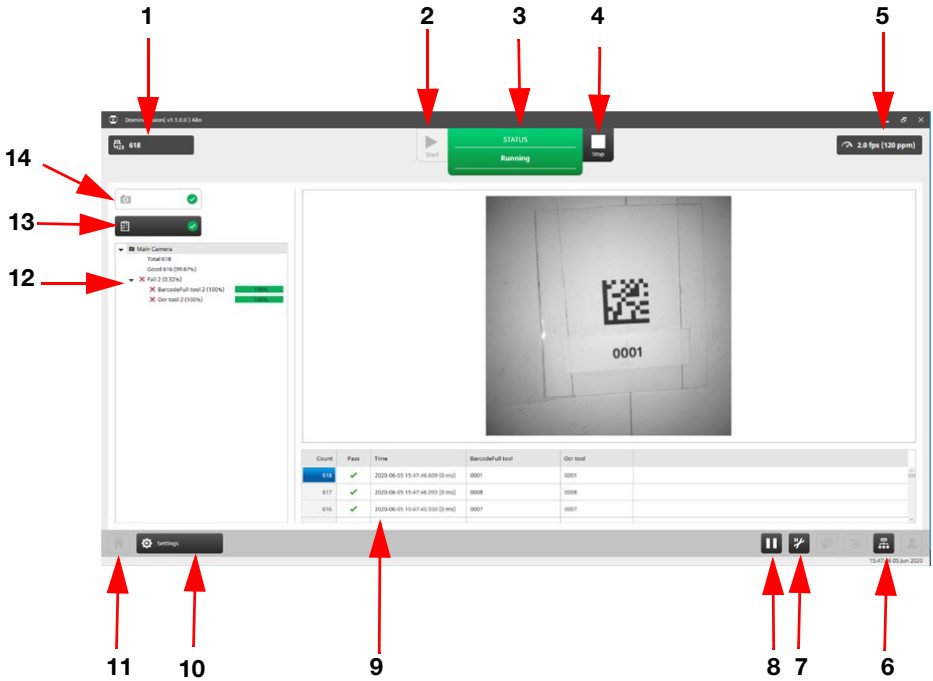 1 2 3 4 5
Domino Vision( v1.1.0.0 ) Alin
618
Start
STATUS
Running
Stop
2.0 fps (120 ppm)
14
13
12
Main Camera
Total 618
Good 616 (99.67%)
Fail 2 (0.32%)
BarcodeFull tool 2 (100%) 100%
Ocr tool 2 (100%) 100%
0001
Count Pass Time BarcodeFull tool Ocr tool
618 2020-06-05 15:47:46.609 [0 ms] 0001 0001
617 2020-06-05 15:47:46.093 [0 ms] 0008 0008
616 2020-06-05 15:47:45.550 [0 ms] 0007 0007
Settings
05 Jun 2020
11 10 9 8 7 6